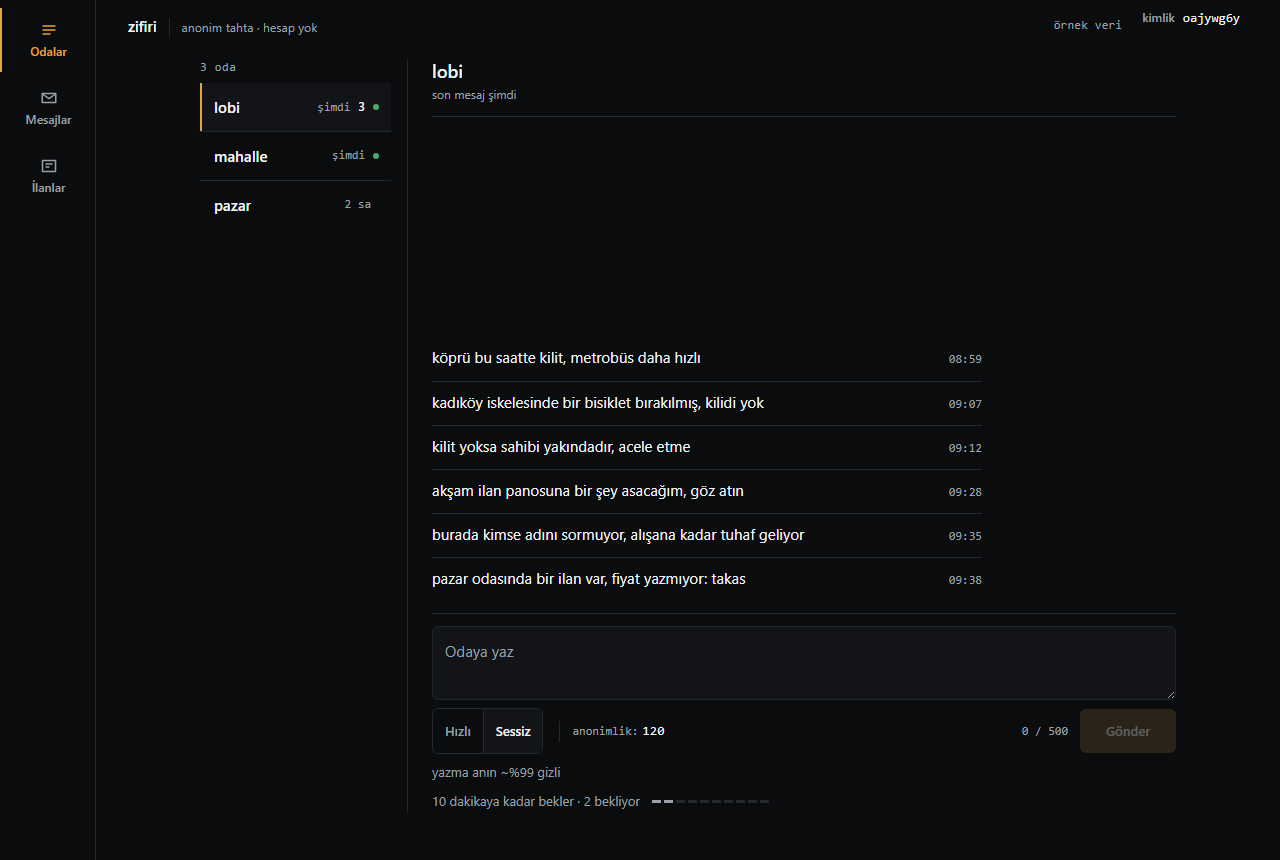 Odalar
Mesajlar
İlanlar
zifiri
anonim tahta · hesap yok
örnek veri
kimlik oajywg6y
3 oda
lobi şimdi 3
mahalle şimdi
pazar 2 sa
lobi
son mesaj şimdi
köprü bu saatte kilit, metrobüs daha hızlı 08:59
kadıköy iskelesinde bir bisiklet bırakılmış, kilidi yok 09:07
kilit yoksa sahibi yakındadır, acele etme 09:12
akşam ilan panosuna bir şey asacağım, göz atın 09:28
burada kimse adını sormuyor, alışana kadar tuhaf geliyor 09:35
pazar odasında bir ilan var, fiyat yazmıyor: takas 09:38
Odaya yaz
Hızlı Sessiz anonimlik: 120 0 / 500 Gönder
yazma anın ~%99 gizli
10 dakikaya kadar bekler · 2 bekliyor